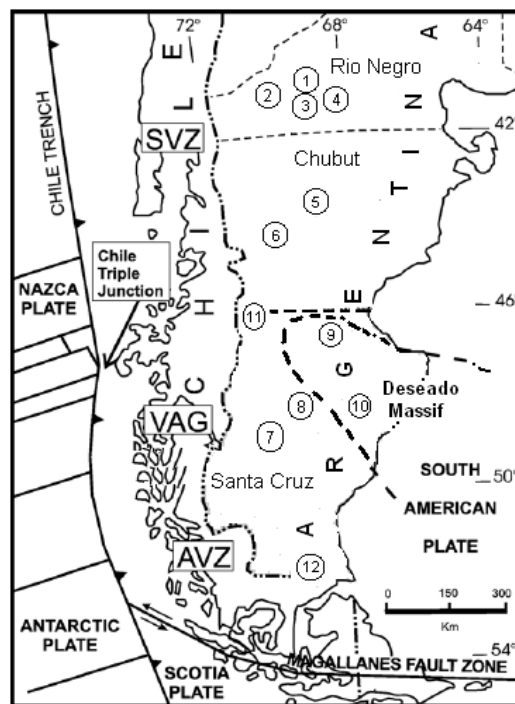 72°
68°
64°
A
Rio Negro
1
2
3
4
N
E
L
I
H
C
SVZ
42°
Chubut
I
T
N
5
6
CHILE TRENCH
Chile
Triple
Junction
NAZCA
PLATE
46°
E
11
9
G
8
10
Deseado
Massif
7
VAG
R
Santa Cruz
SOUTH
50°
AMERICAN
PLATE
A
AVZ
12
0 150 300
Km
ANTARCTIC
PLATE
SCOTIA
PLATE
MAGALLANES FAULT ZONE
54°